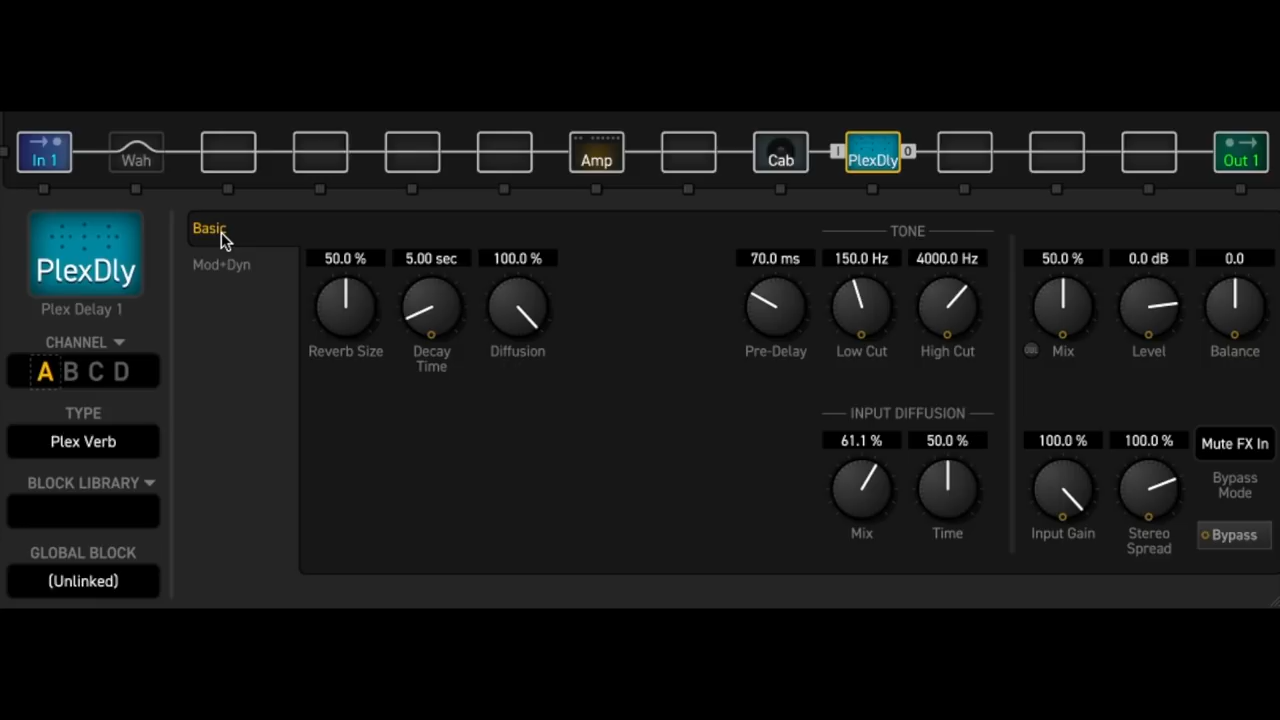 In 1
Wah
Amp
Cab
I
PlexDly
O
Out 1
PlexDly
Plex Delay 1
CHANNEL
A B C D
TYPE
Plex Verb
BLOCK LIBRARY
GLOBAL BLOCK
(Unlinked)
Basic
Mod+Dyn
50.0 %
5.00 sec
100.0 %
Reverb Size
Decay
Time
Diffusion
TONE
70.0 ms
150.0 Hz
4000.0 Hz
Pre-Delay
Low Cut
High Cut
INPUT DIFFUSION
61.1 %
50.0 %
Mix
Time
50.0 %
0.0 dB
0.0
Mix
Level
Balance
100.0 %
100.0 %
Mute FX In
Input Gain
Stereo
Spread
Bypass
Mode
Bypass